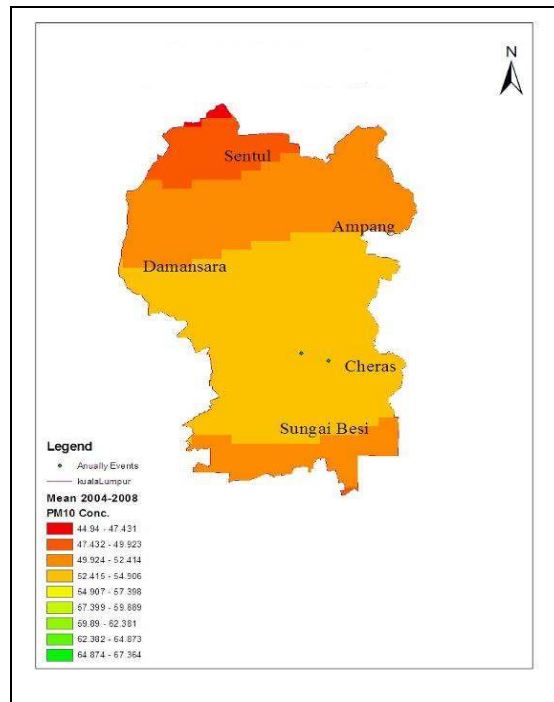 N
Sentul
Ampang
Damansara
Cheras
Sungai Besi
Legend
Anually Events
kualaLumpur
Mean 2004-2008
PM10 Conc.
44.94 - 47.431
47.432 - 49.923
49.924 - 52.414
52.415 - 54.906
54.907 - 57.398
57.399 - 59.889
59.89 - 62.381
62.382 - 64.873
64.874 - 67.364